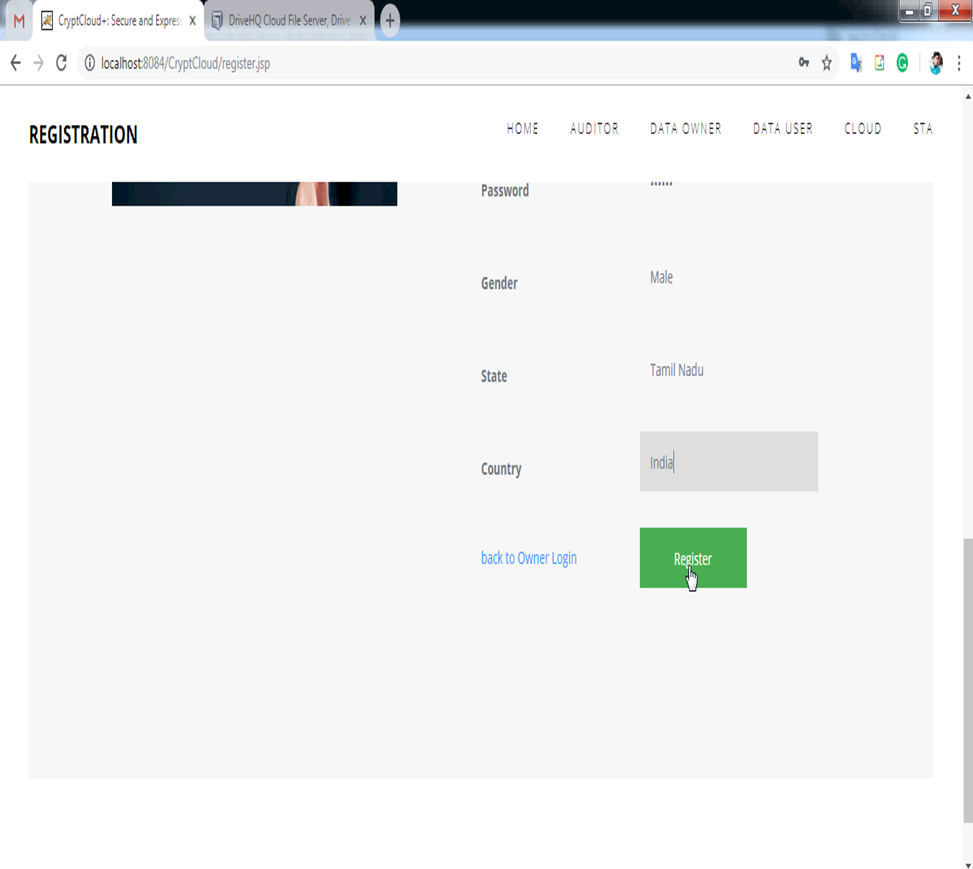 CryptCloud+: Secure and Expres
DriveHQ Cloud File Server, Drive
localhost:8084/CryptCloud/register.jsp
REGISTRATION
HOME AUDITOR DATA OWNER DATA USER CLOUD STA
Password
Gender Male
State Tamil Nadu
Country India
back to Owner Login Register